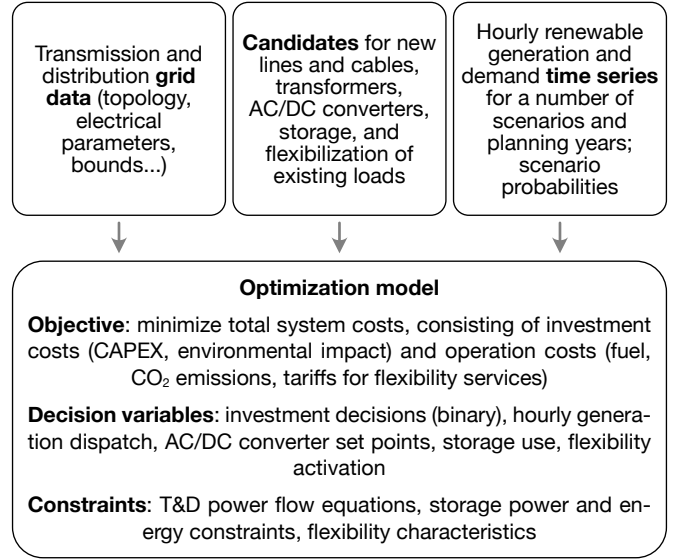 Transmission and
distribution grid
data (topology,
electrical
parameters,
bounds...)
Candidates for new
lines and cables,
transformers,
AC/DC converters,
storage, and
flexibilization of
existing loads
Hourly renewable
generation and
demand time series
for a number of
scenarios and
planning years;
scenario
probabilities
Optimization model
Objective: minimize total system costs, consisting of investment
costs (CAPEX, environmental impact) and operation costs (fuel,
CO₂ emissions, tariffs for flexibility services)
Decision variables: investment decisions (binary), hourly genera-
tion dispatch, AC/DC converter set points, storage use, flexibility
activation
Constraints: T&D power flow equations, storage power and en-
ergy constraints, flexibility characteristics